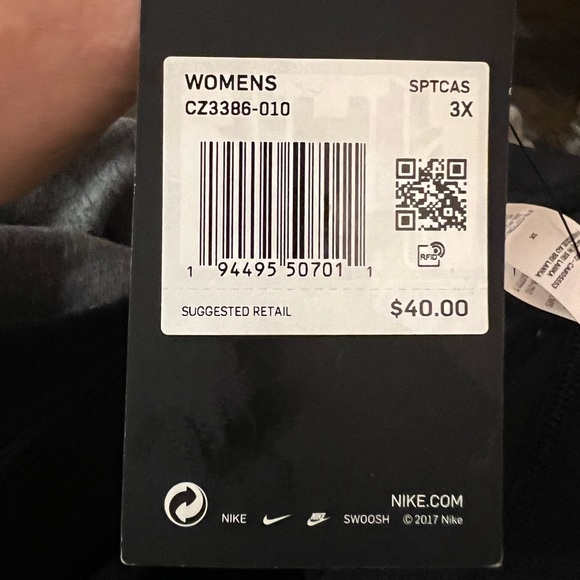 WOMENS SPTCAS
CZ3386-010 3X
1 94495 50701 1
RFID
SUGGESTED RETAIL $40.00
NIKE.COM
NIKE SWOOSH © 2017 Nike